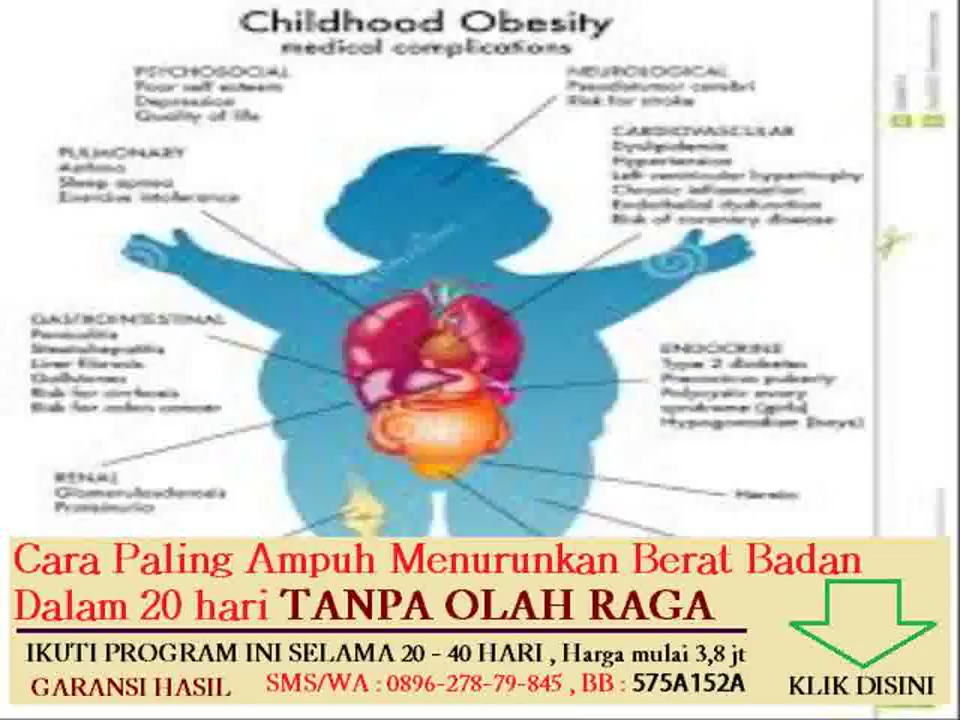 Childhood Obesity
medical complications
PSYCHOSOCIAL
Poor self esteem
Depression
Quality of life
NEUROLOGICAL
Pseudotumor cerebri
Risk for stroke
PULMONARY
Asthma
Sleep apnea
Exercise intolerance
CARDIOVASCULAR
Dyslipidemia
Hypertension
Left ventricular hypertrophy
Chronic inflammation
Endothelial dysfunction
Risk of coronary disease
GASTROINTESTINAL
Steatohepatitis
Liver fibrosis
Gallstones
Risk for cirrhosis
Risk for colon cancer
ENDOCRINE
Type 2 diabetes
Precocious puberty
Polycystic ovary
syndrome (girls)
Hypogonadism (boys)
RENAL
Glomerulosclerosis
Proteinuria
Hernia
Cara Paling Ampuh Menurunkan Berat Badan
Dalam 20 hari TANPA OLAH RAGA
IKUTI PROGRAM INI SELAMA 20 - 40 HARI , Harga mulai 3,8 jt
GARANSI HASIL SMS/WA : 0896-278-79-845 , BB : 575A152A
KLIK DISINI